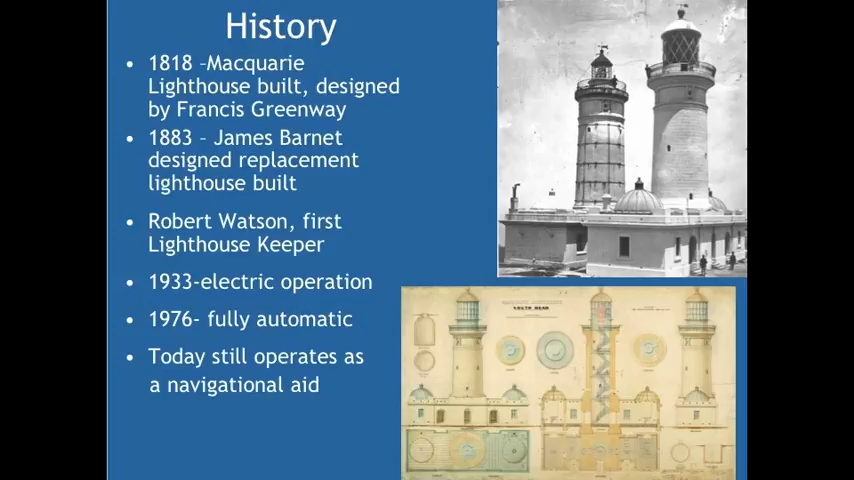 History
• 1818 –Macquarie
Lighthouse built, designed
by Francis Greenway
• 1883 – James Barnet
designed replacement
lighthouse built
• Robert Watson, first
Lighthouse Keeper
• 1933-electric operation
• 1976- fully automatic
• Today still operates as
a navigational aid
SOUTH HEAD